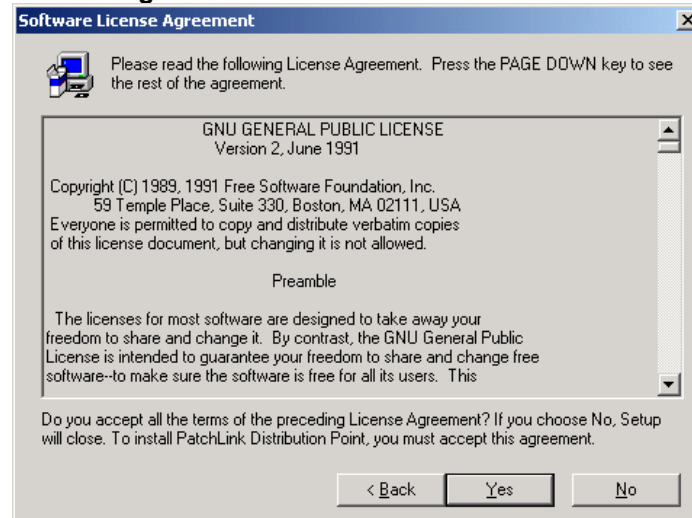 Software License Agreement
Please read the following License Agreement. Press the PAGE DOWN key to see
the rest of the agreement.
GNU GENERAL PUBLIC LICENSE
Version 2, June 1991
Copyright (C) 1989, 1991 Free Software Foundation, Inc.
59 Temple Place, Suite 330, Boston, MA 02111, USA
Everyone is permitted to copy and distribute verbatim copies
of this license document, but changing it is not allowed.
Preamble
The licenses for most software are designed to take away your
freedom to share and change it. By contrast, the GNU General Public
License is intended to guarantee your freedom to share and change free
software--to make sure the software is free for all its users. This
Do you accept all the terms of the preceding License Agreement? If you choose No, Setup
will close. To install PatchLink Distribution Point, you must accept this agreement.
< Back Yes No